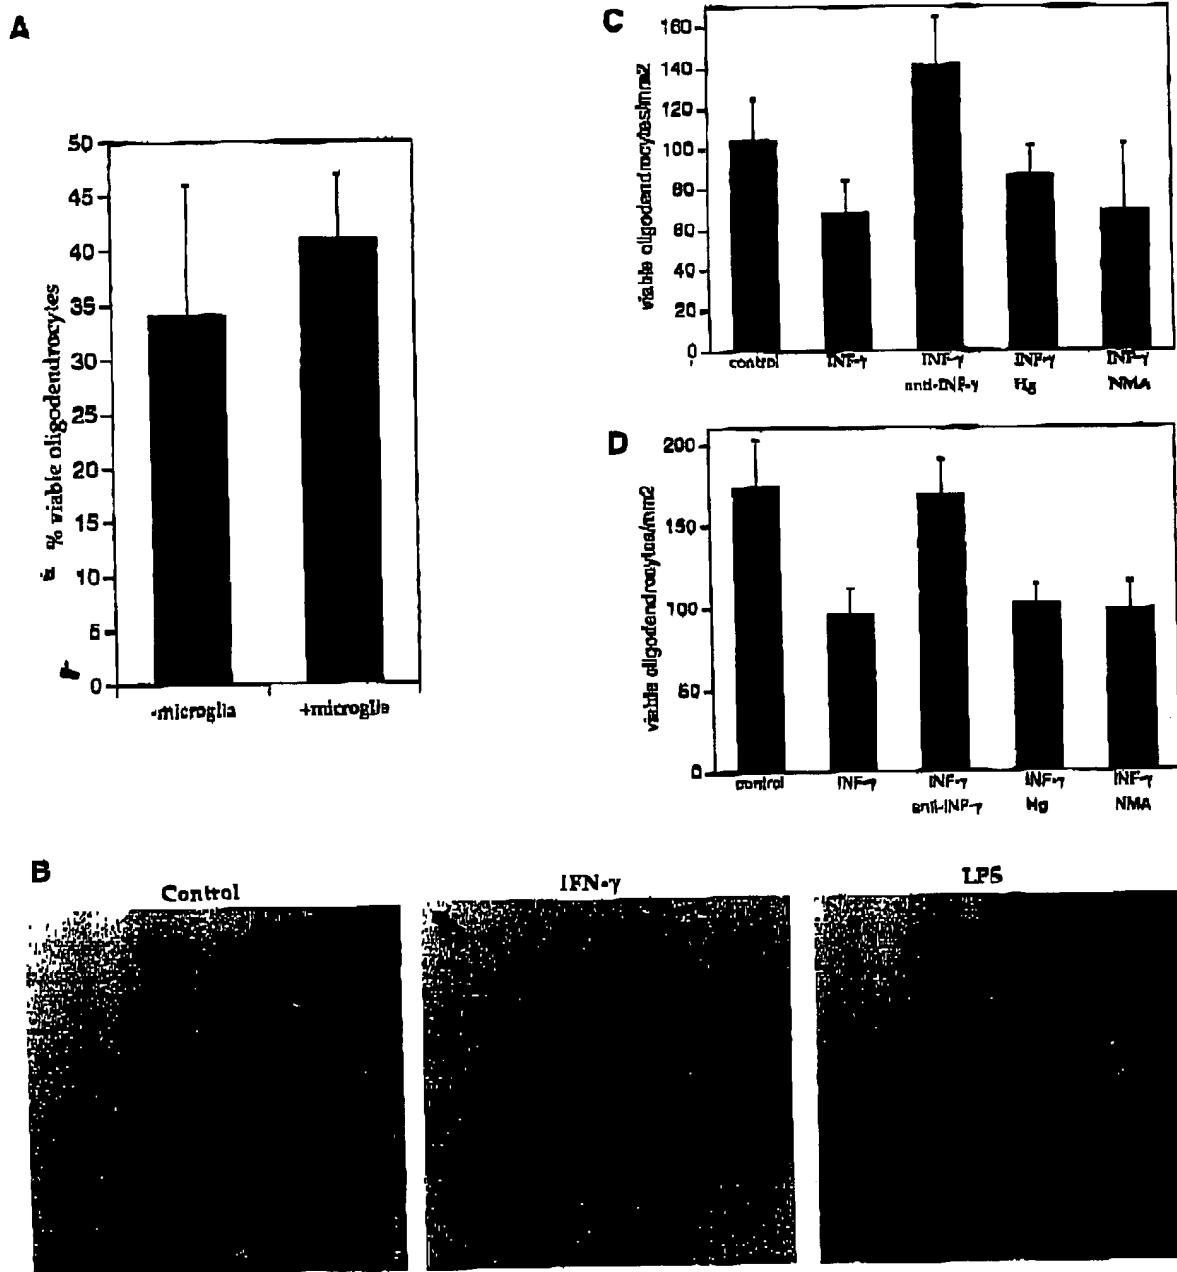 A
50
45
40
35
30
25
20
15
10
5
0
% viable oligodendrocytes
-microglia
+microglia
C
160
140
120
100
80
60
40
20
0
viable oligodendrocytes/mm2
control
INF-γ
INF-γ
anti-INF-γ
INF-γ
Hg
INF-γ
NMA
D
200
150
100
50
0
viable oligodendrocytes/mm2
control
INF-γ
INF-γ
anti-INF-γ
INF-γ
Hg
INF-γ
NMA
B
Control
IFN-γ
LPS